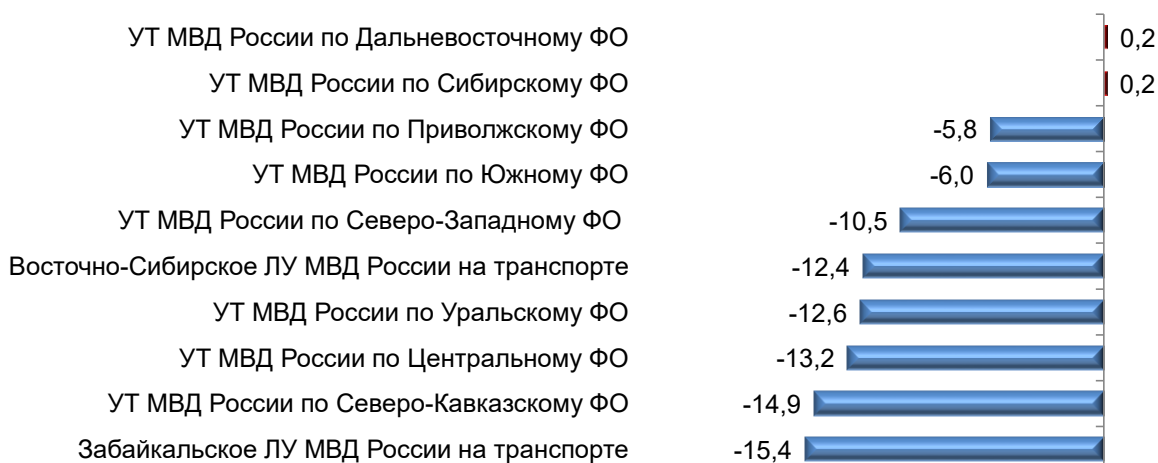 УТ МВД России по Дальневосточному ФО 0,2
УТ МВД России по Сибирскому ФО 0,2
УТ МВД России по Приволжскому ФО -5,8
УТ МВД России по Южному ФО -6,0
УТ МВД России по Северо-Западному ФО -10,5
Восточно-Сибирское ЛУ МВД России на транспорте -12,4
УТ МВД России по Уральскому ФО -12,6
УТ МВД России по Центральному ФО -13,2
УТ МВД России по Северо-Кавказскому ФО -14,9
Забайкальское ЛУ МВД России на транспорте -15,4